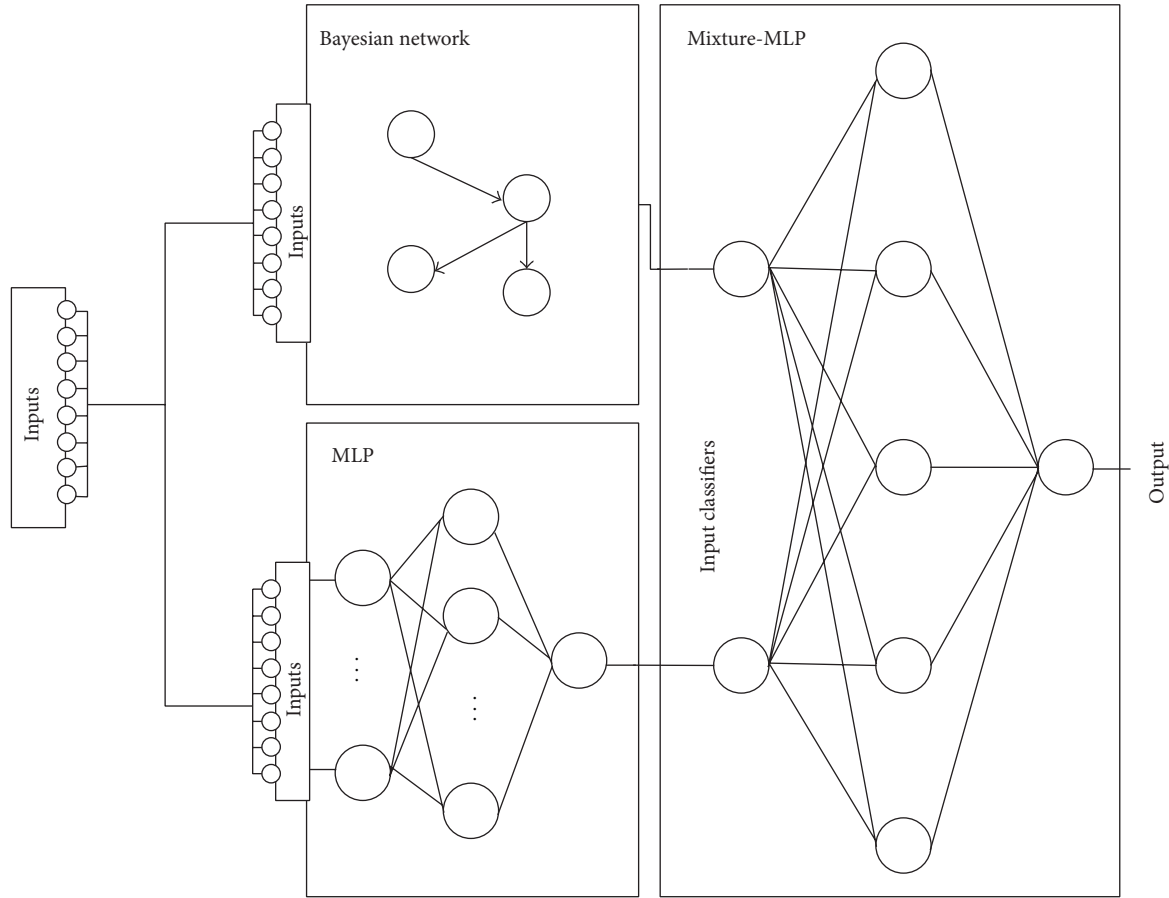 Inputs
Bayesian network
Inputs
MLP
Inputs
...
...
Mixture-MLP
Input classifiers
Output